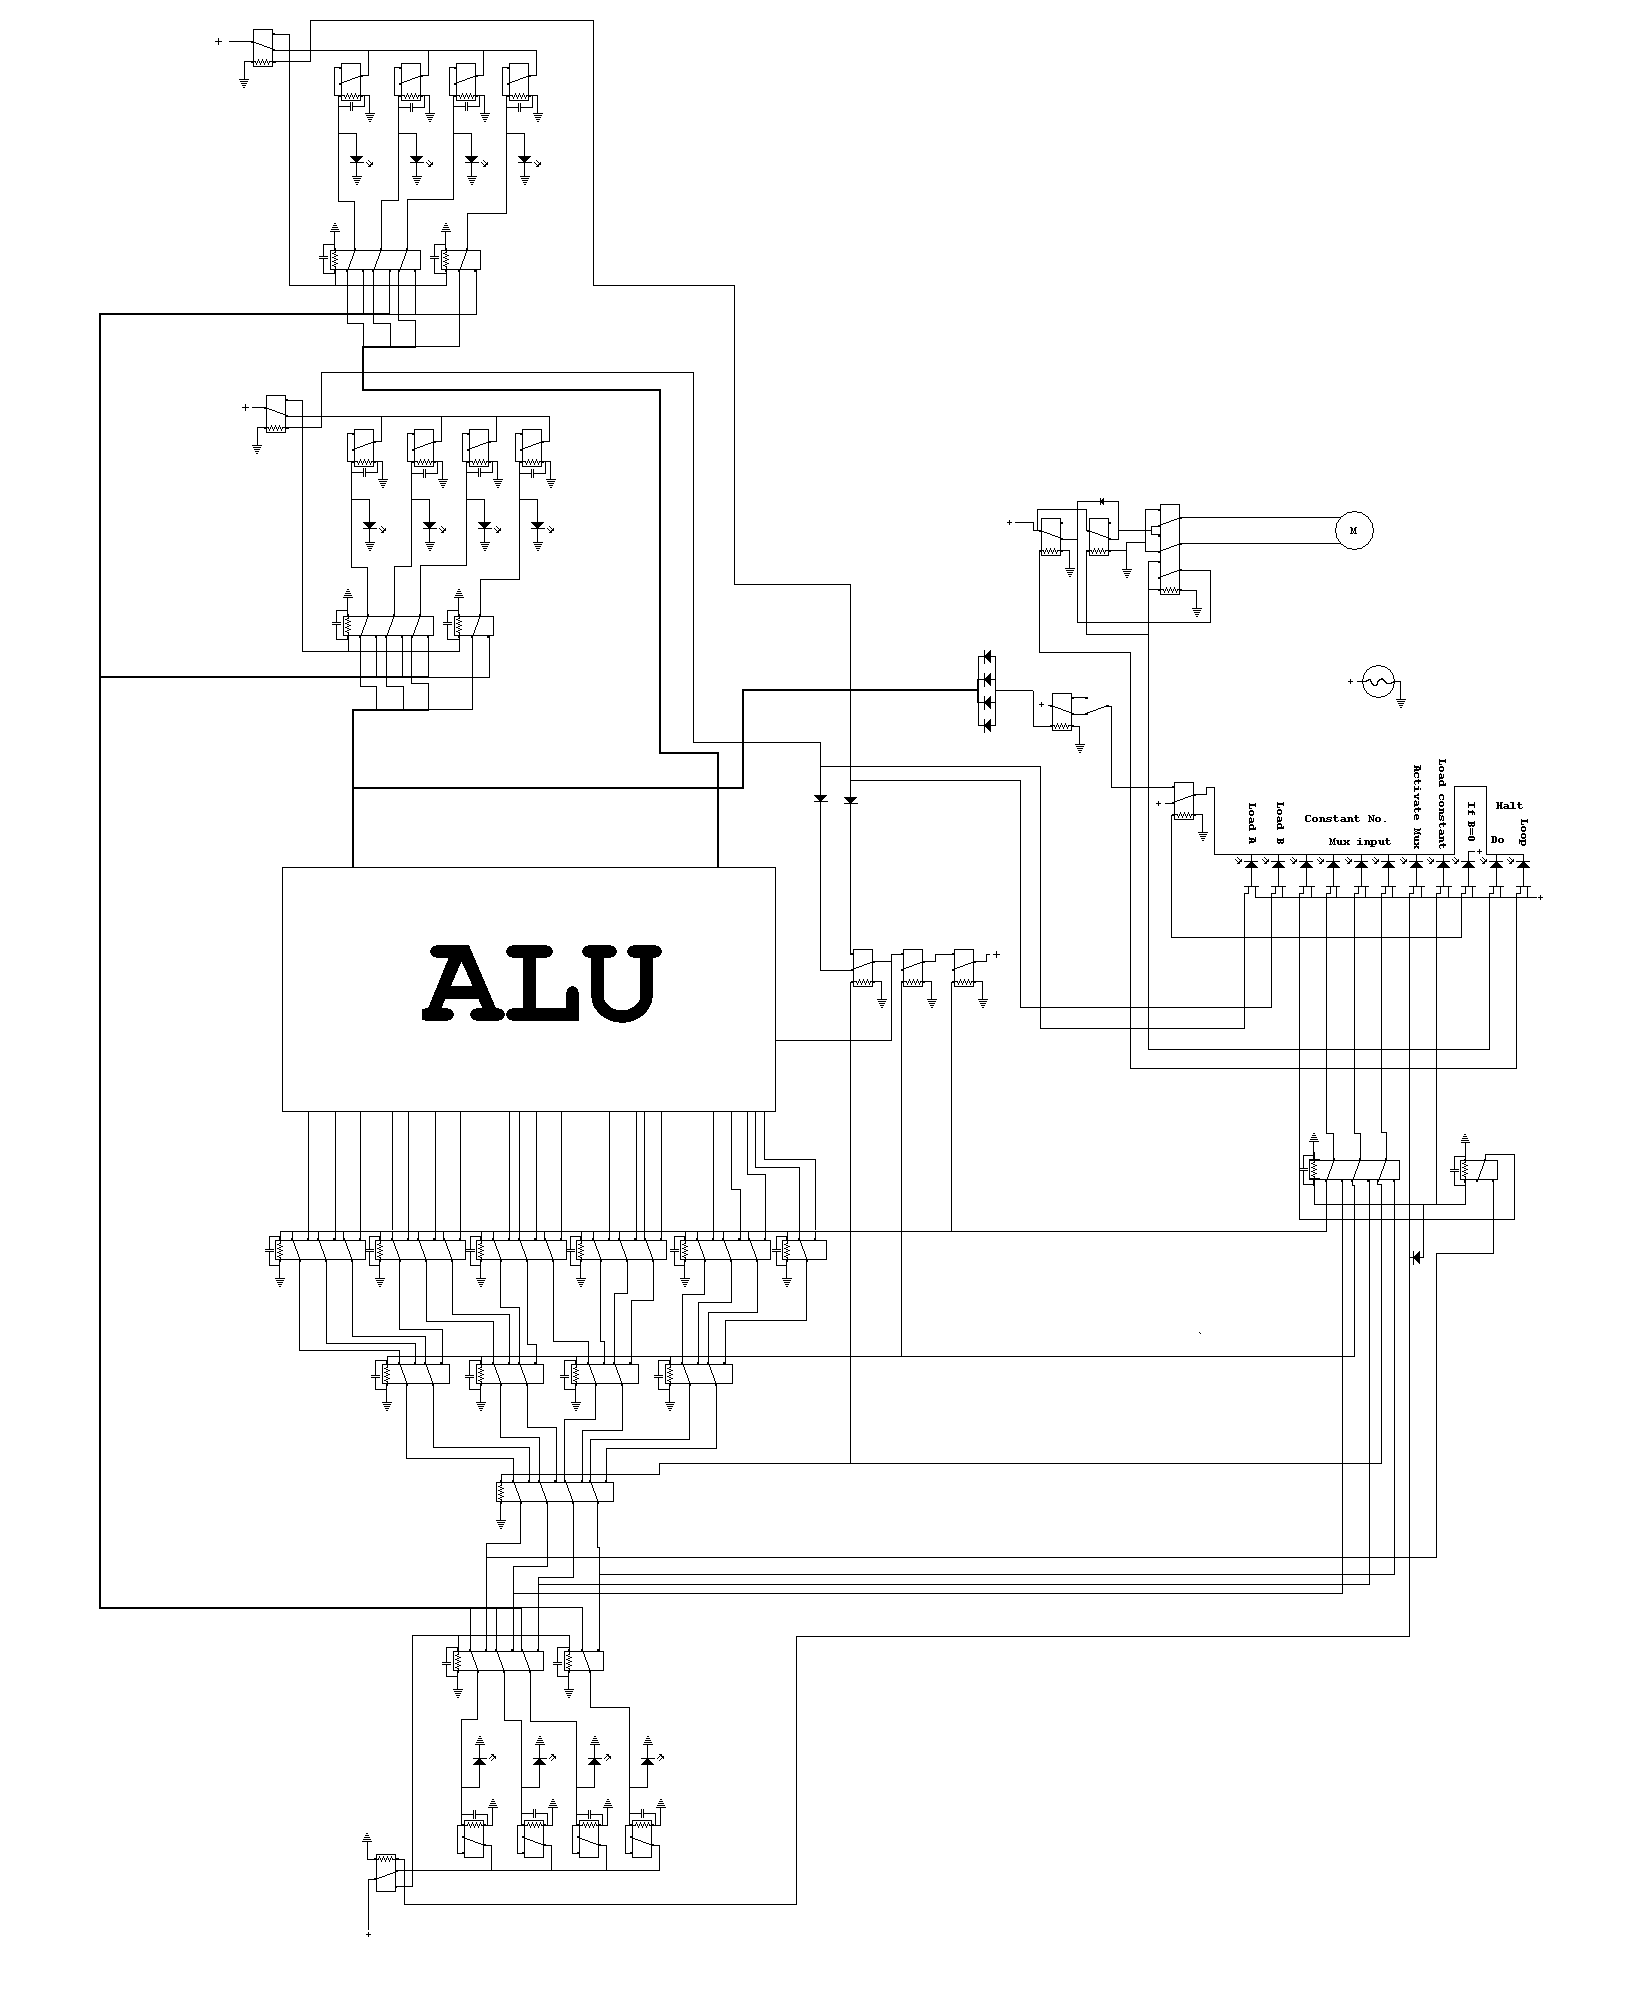 M
Load A
Load B
Constant No.
Mux input
Activate Mux
Load constant
If B=0
Halt
Do
Loop
ALU